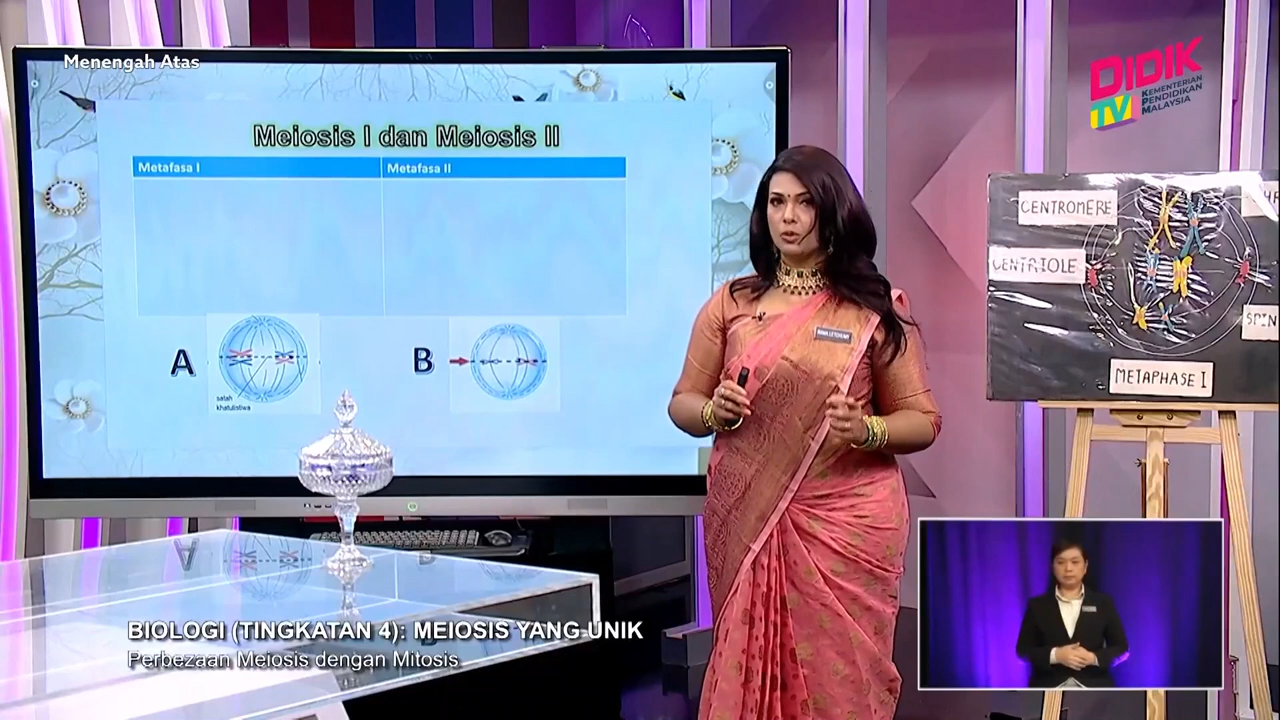 Menengah Atas
DIDIK
TV
KEMENTERIAN
PENDIDIKAN
MALAYSIA
Meiosis I dan Meiosis II
Metafasa I
Metafasa II
A
satah
khatulistiwa
B
CENTROMERE
CENTRIOLE
SPIN
METAPHASE I
BIOLOGI (TINGKATAN 4): MEIOSIS YANG UNIK
Perbezaan Meiosis dengan Mitosis